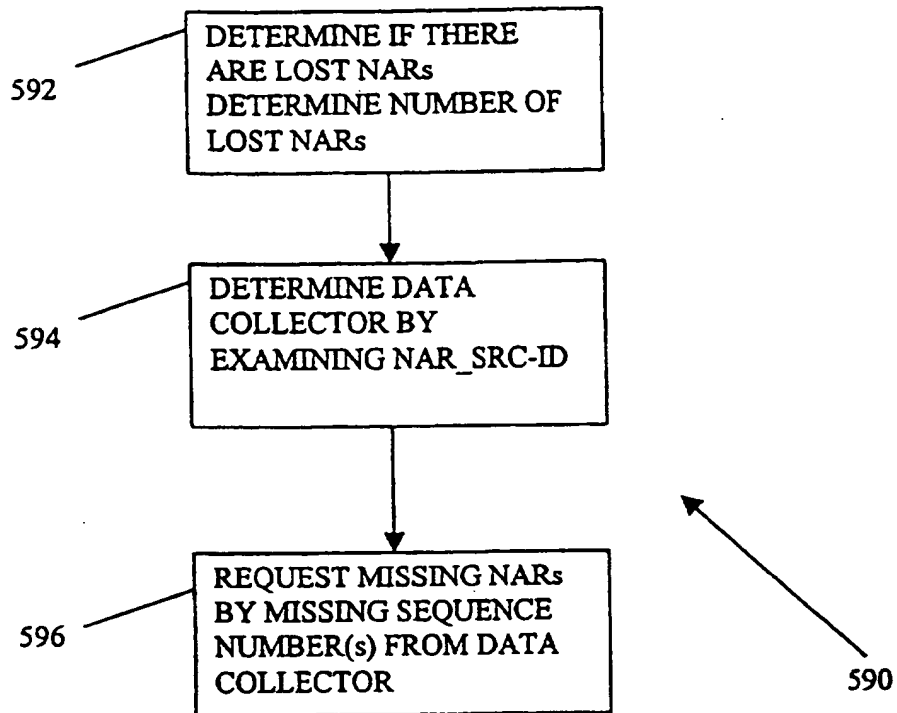 592
DETERMINE IF THERE
ARE LOST NARs
DETERMINE NUMBER OF
LOST NARs
594
DETERMINE DATA
COLLECTOR BY
EXAMINING NAR_SRC-ID
596
REQUEST MISSING NARs
BY MISSING SEQUENCE
NUMBER(s) FROM DATA
COLLECTOR
590